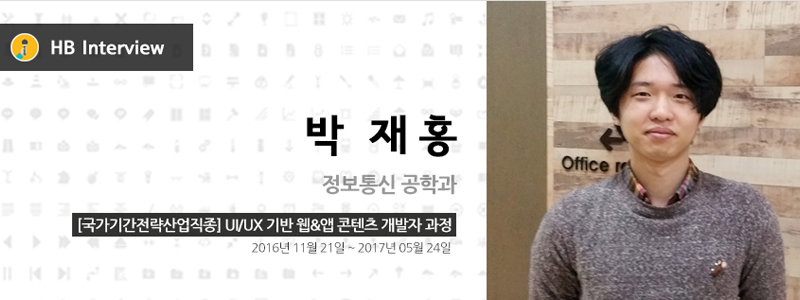 HB Interview
박 재 홍
정보통신 공학과
[국가기간전략산업직종] UI/UX 기반 웹&앱 콘텐츠 개발자 과정
2016년 11월 21일 ~ 2017년 05월 24일
Office r